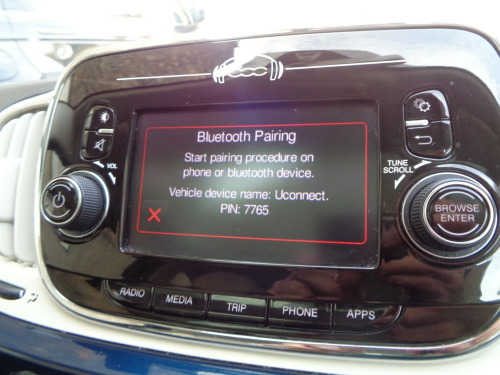 Bluetooth Pairing
Start pairing procedure on
phone or bluetooth device.
Vehicle device name: Uconnect.
PIN: 7765
VOL
TUNE
SCROLL
BROWSE
ENTER
RADIO
MEDIA
TRIP
PHONE
APPS